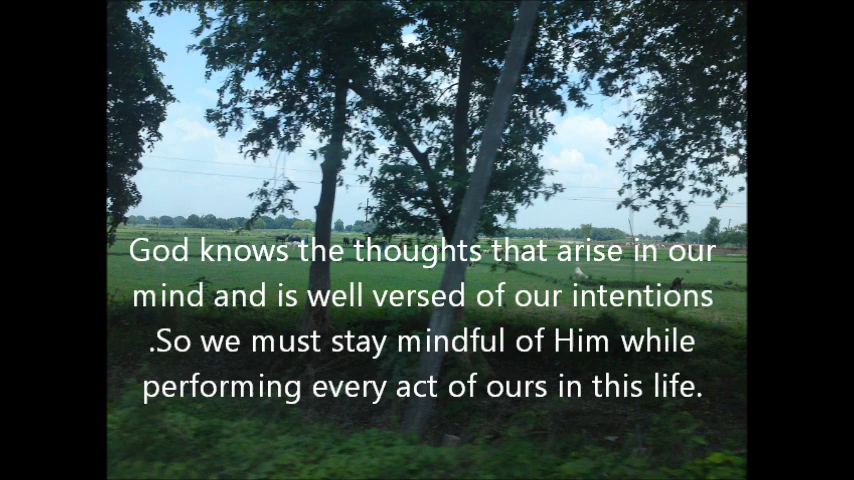 God knows the thoughts that arise in our
mind and is well versed of our intentions
.So we must stay mindful of Him while
performing every act of ours in this life.